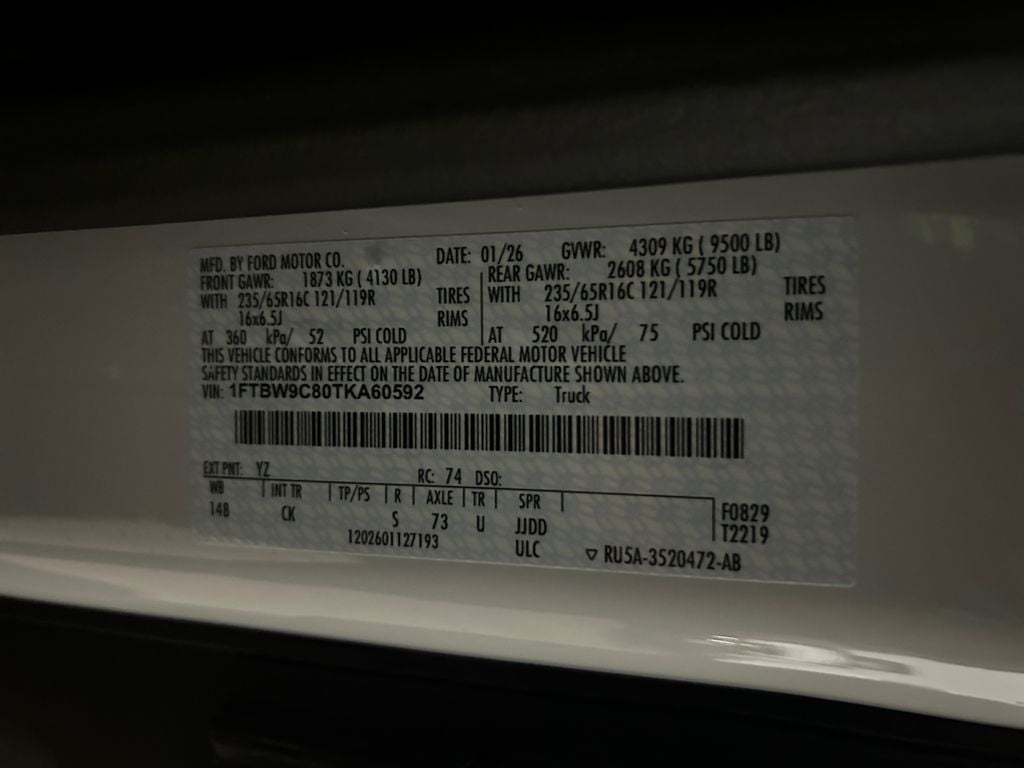 MFD. BY FORD MOTOR CO. DATE: 01/26 GVWR: 4309 KG ( 9500 LB)
FRONT GAWR: 1873 KG ( 4130 LB) REAR GAWR: 2608 KG ( 5750 LB)
WITH 235/65R16C 121/119R TIRES WITH 235/65R16C 121/119R TIRES
16x6.5J RIMS 16x6.5J RIMS
AT 360 kPa/ 52 PSI COLD AT 520 kPa/ 75 PSI COLD
THIS VEHICLE CONFORMS TO ALL APPLICABLE FEDERAL MOTOR VEHICLE
SAFETY STANDARDS IN EFFECT ON THE DATE OF MANUFACTURE SHOWN ABOVE.
VIN: 1FTBW9C80TKA60592 TYPE: Truck
EXT PNT: YZ RC: 74 DSO:
WB INT TR TP/PS R AXLE TR SPR F0829
148 CK S 73 U JJDD T2219
1202601127193 ULC ▽ RU5A-3520472-AB